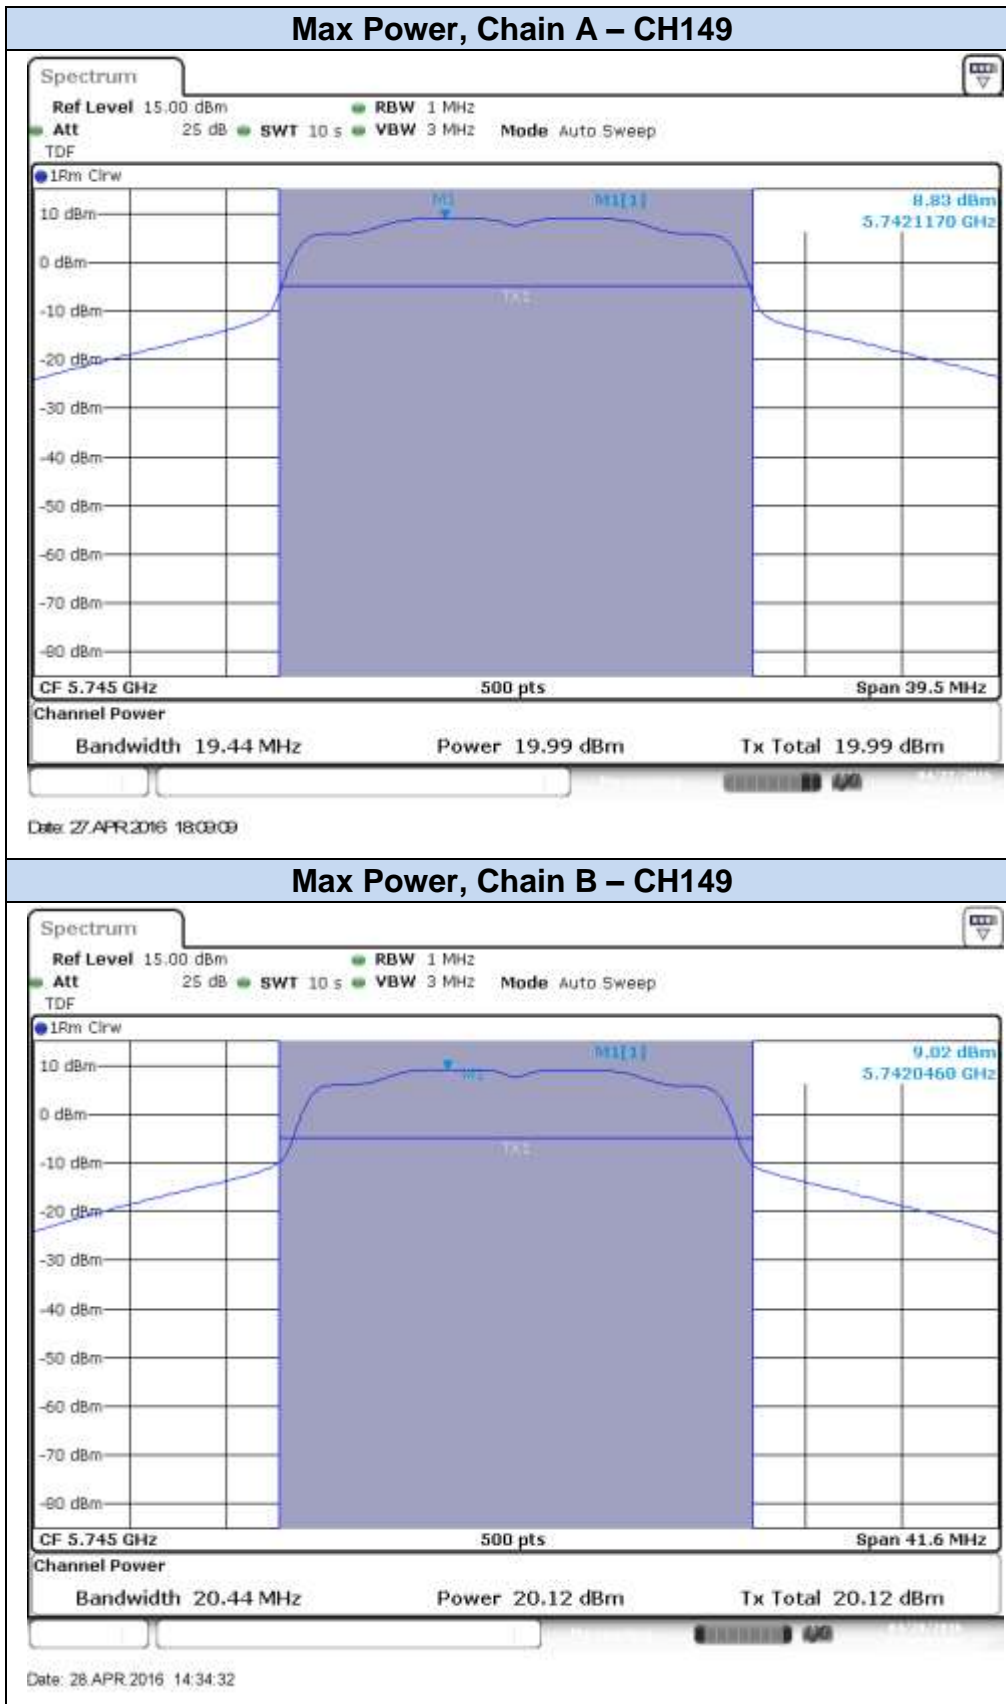 Max Power, Chain A – CH149
Spectrum
Ref Level 15.00 dBm RBW 1 MHz
Att 25 dB SWT 10 s VBW 3 MHz Mode Auto Sweep
TDF
1Rm Clrw
M1 M1[1] 8.83 dBm
10 dBm 5.7421170 GHz
0 dBm
TX1
-10 dBm
-20 dBm
-30 dBm
-40 dBm
-50 dBm
-60 dBm
-70 dBm
-80 dBm
CF 5.745 GHz 500 pts Span 39.5 MHz
Channel Power
Bandwidth 19.44 MHz Power 19.99 dBm Tx Total 19.99 dBm
Date: 27.APR.2016 18:09:09
Max Power, Chain B – CH149
Spectrum
Ref Level 15.00 dBm RBW 1 MHz
Att 25 dB SWT 10 s VBW 3 MHz Mode Auto Sweep
TDF
1Rm Clrw
M1[1] 9.02 dBm
10 dBm M1 5.7420460 GHz
0 dBm
TX1
-10 dBm
-20 dBm
-30 dBm
-40 dBm
-50 dBm
-60 dBm
-70 dBm
-80 dBm
CF 5.745 GHz 500 pts Span 41.6 MHz
Channel Power
Bandwidth 20.44 MHz Power 20.12 dBm Tx Total 20.12 dBm
Date: 28.APR.2016 14:34:32